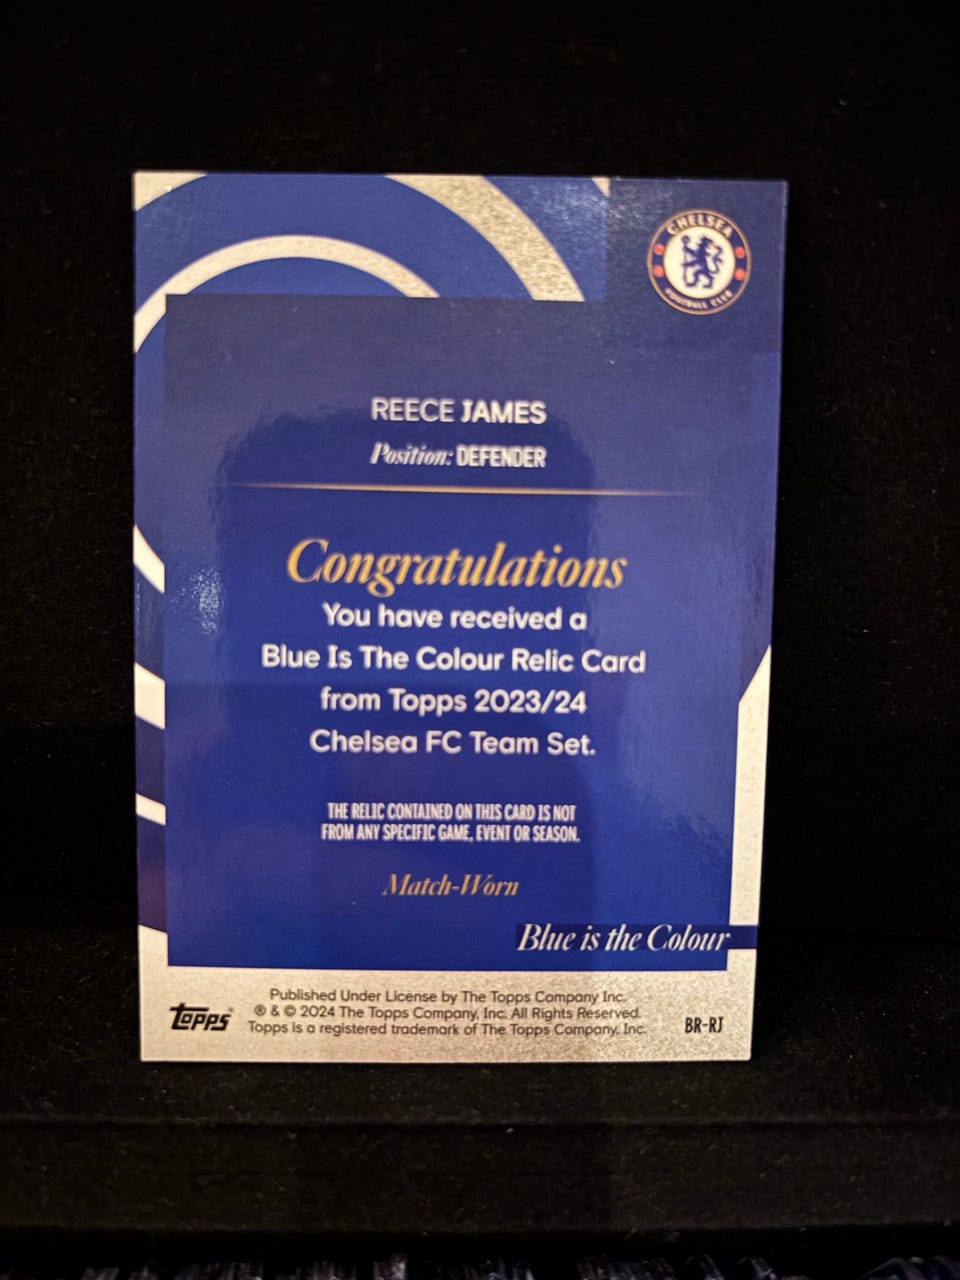 CHELSEA
FOOTBALL CLUB
REECE JAMES
Position: DEFENDER
Congratulations
You have received a
Blue Is The Colour Relic Card
from Topps 2023/24
Chelsea FC Team Set.
THE RELIC CONTAINED ON THIS CARD IS NOT
FROM ANY SPECIFIC GAME, EVENT OR SEASON.
Match-Worn
Blue is the Colour
Published Under License by The Topps Company Inc.
® & © 2024 The Topps Company, Inc. All Rights Reserved.
Topps is a registered trademark of The Topps Company, Inc.
topps®
BR-RJ